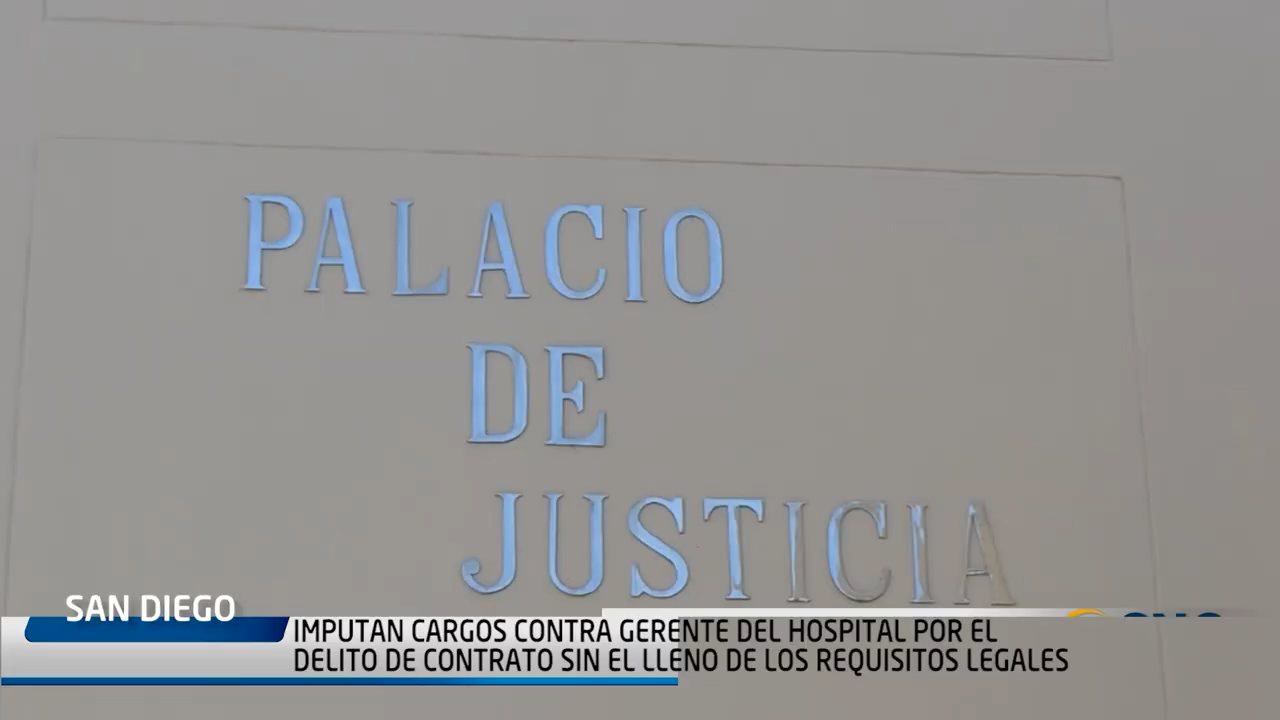 PALACIO
DE
JUSTICIA
SAN DIEGO
IMPUTAN CARGOS CONTRA GERENTE DEL HOSPITAL POR EL
DELITO DE CONTRATO SIN EL LLENO DE LOS REQUISITOS LEGALES